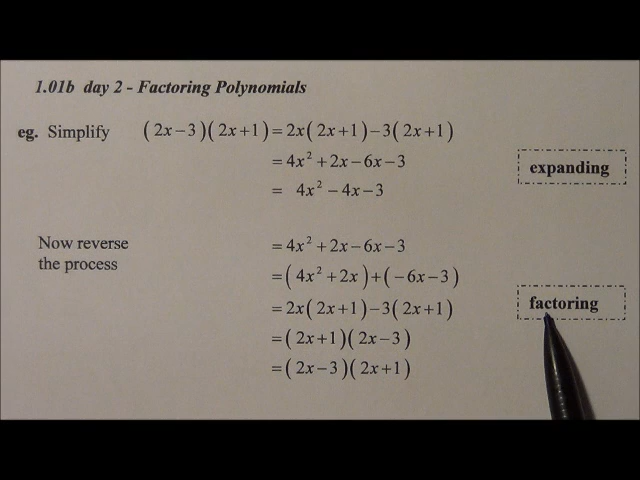 1.01b day 2 - Factoring Polynomials
eg. Simplify (2x−3)(2x+1) = 2x(2x+1)−3(2x+1)
= 4x² + 2x − 6x − 3
expanding
= 4x² − 4x − 3
Now reverse
the process
= 4x² + 2x − 6x − 3
= (4x² + 2x) + (−6x − 3)
= 2x(2x+1)−3(2x+1)
factoring
= (2x+1)(2x−3)
= (2x−3)(2x+1)